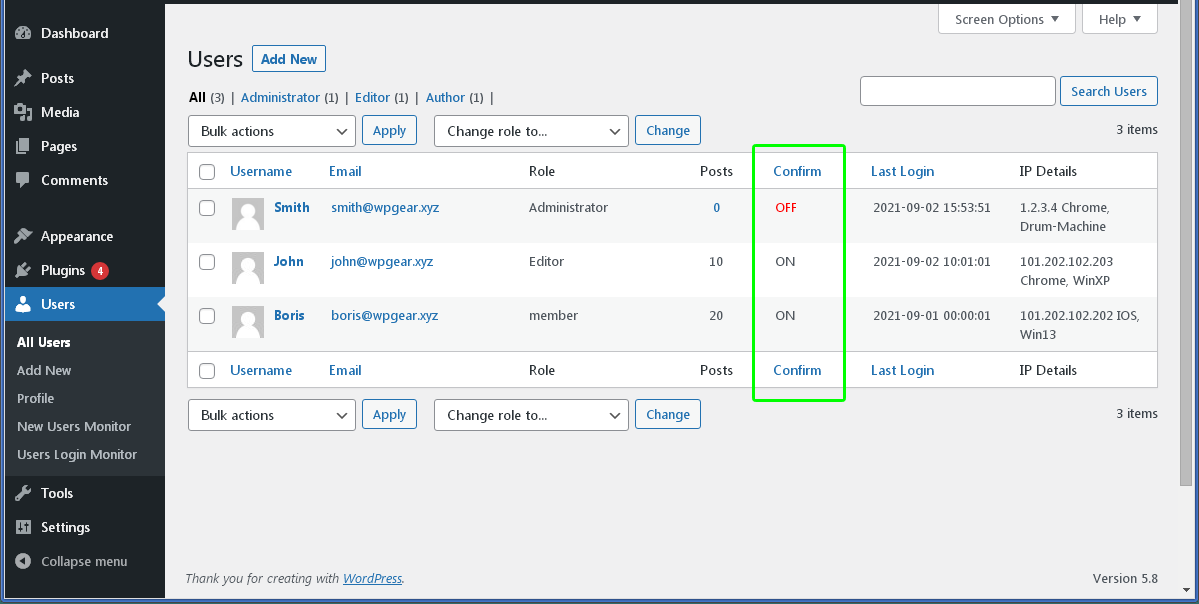 Dashboard
Posts
Media
Pages
Comments
Appearance
Plugins 4
Users
All Users
Add New
Profile
New Users Monitor
Users Login Monitor
Tools
Settings
Collapse menu
Screen Options ▼ Help ▼
Users Add New
All (3) | Administrator (1) | Editor (1) | Author (1) |
Search Users
Bulk actions Apply Change role to... Change 3 items
Username Email Role Posts Confirm Last Login IP Details
Smith smith@wpgear.xyz Administrator 0 OFF 2021-09-02 15:53:51 1.2.3.4 Chrome,
Drum-Machine
John john@wpgear.xyz Editor 10 ON 2021-09-02 10:01:01 101.202.102.203
Chrome, WinXP
Boris boris@wpgear.xyz member 20 ON 2021-09-01 00:00:01 101.202.102.202 IOS,
Win13
Username Email Role Posts Confirm Last Login IP Details
Bulk actions Apply Change role to... Change 3 items
Thank you for creating with WordPress. Version 5.8